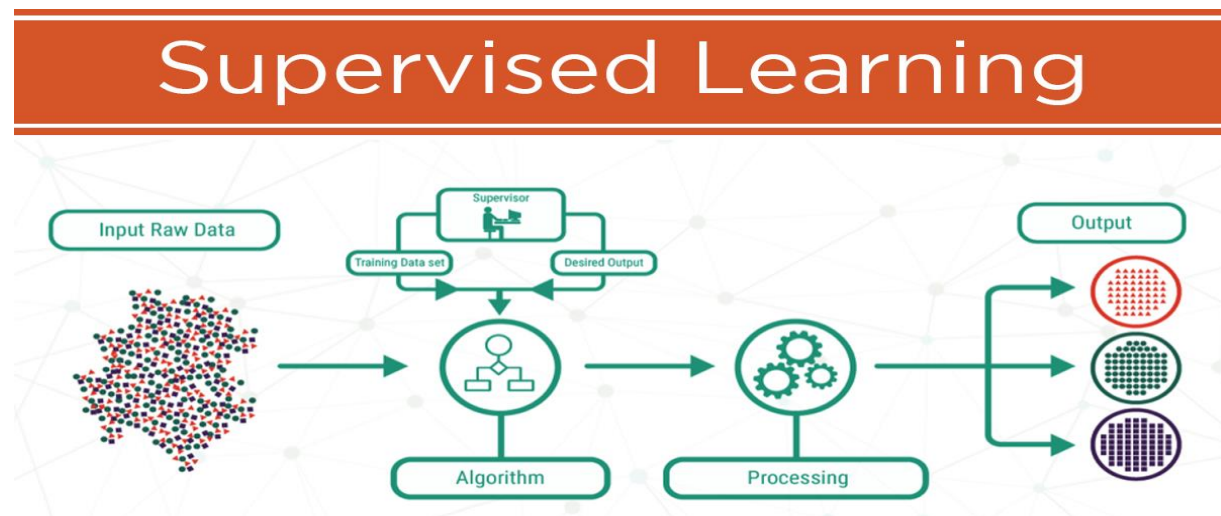 Supervised Learning
Supervisor
Input Raw Data
Output
Training Data set
Desired Output
Algorithm
Processing